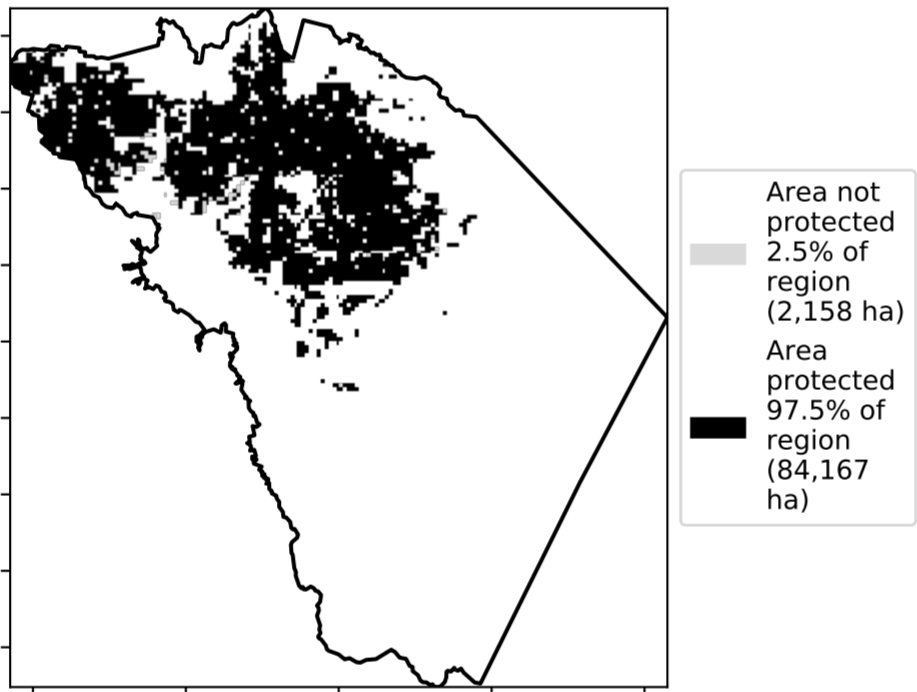 Area not
protected
2.5% of
region
(2,158 ha)
Area
protected
97.5% of
region
(84,167
ha)